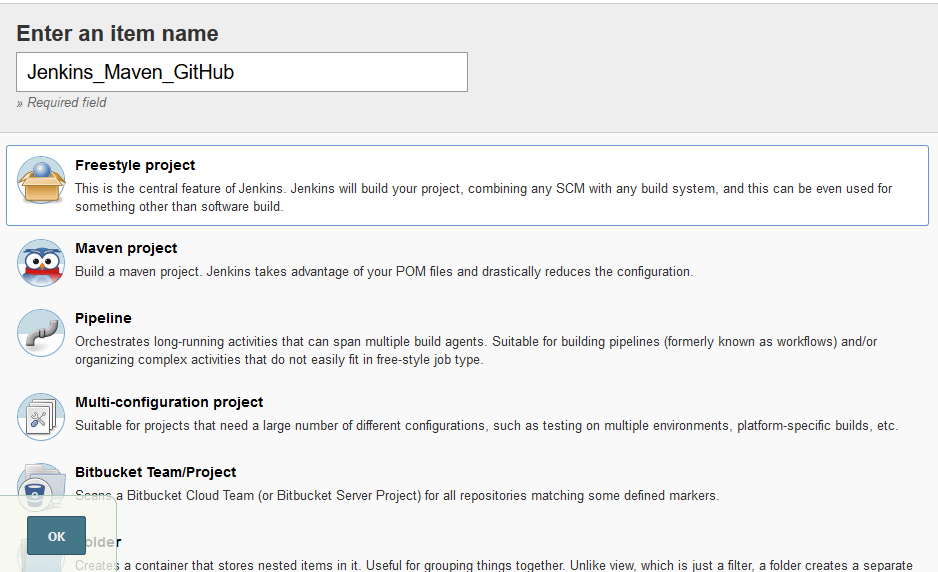 Enter an item name
Jenkins_Maven_GitHub
» Required field
Freestyle project
This is the central feature of Jenkins. Jenkins will build your project, combining any SCM with any build system, and this can be even used for
something other than software build.
Maven project
Build a maven project. Jenkins takes advantage of your POM files and drastically reduces the configuration.
Pipeline
Orchestrates long-running activities that can span multiple build agents. Suitable for building pipelines (formerly known as workflows) and/or
organizing complex activities that do not easily fit in free-style job type.
Multi-configuration project
Suitable for projects that need a large number of different configurations, such as testing on multiple environments, platform-specific builds, etc.
Bitbucket Team/Project
Scans a Bitbucket Cloud Team (or Bitbucket Server Project) for all repositories matching some defined markers.
OK
Folder
Creates a container that stores nested items in it. Useful for grouping things together. Unlike view, which is just a filter, a folder creates a separate